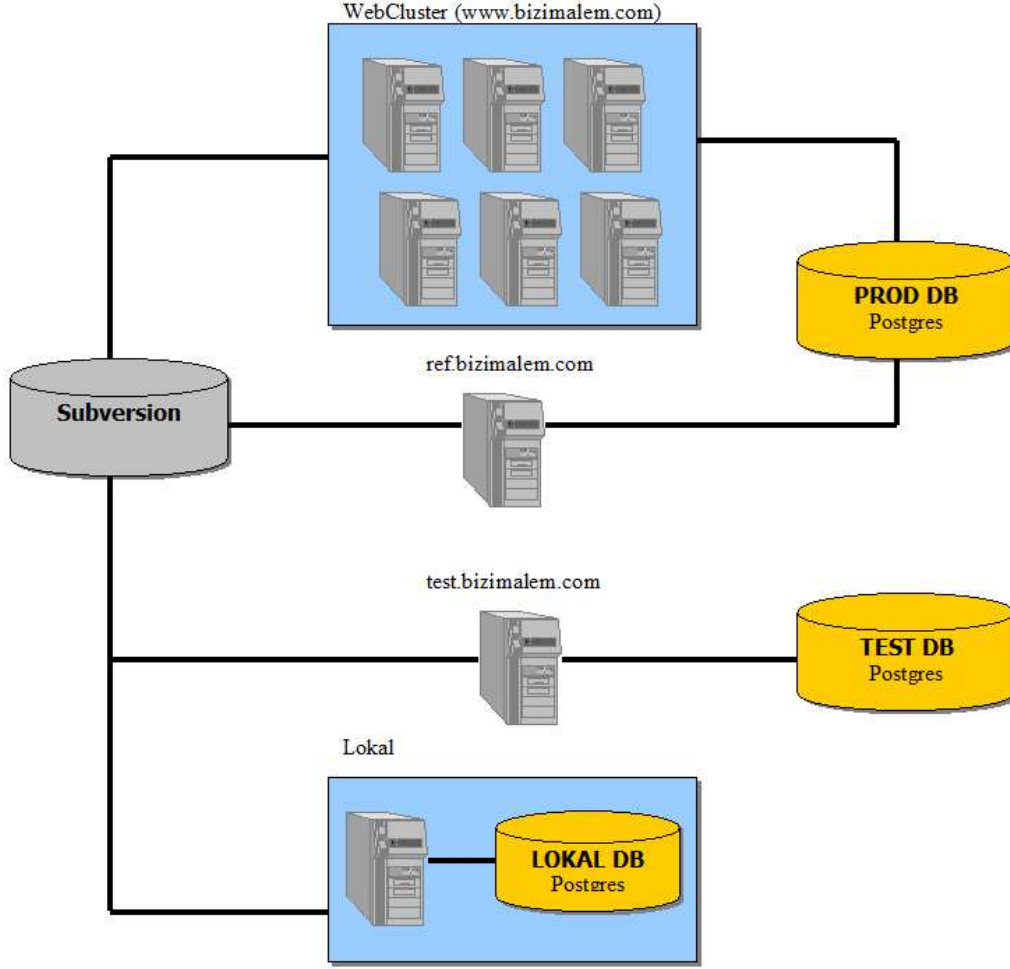 WebCluster (www.bizimalem.com)
PROD DB
Postgres
ref.bizimalem.com
Subversion
test.bizimalem.com
TEST DB
Postgres
Lokal
LOKAL DB
Postgres